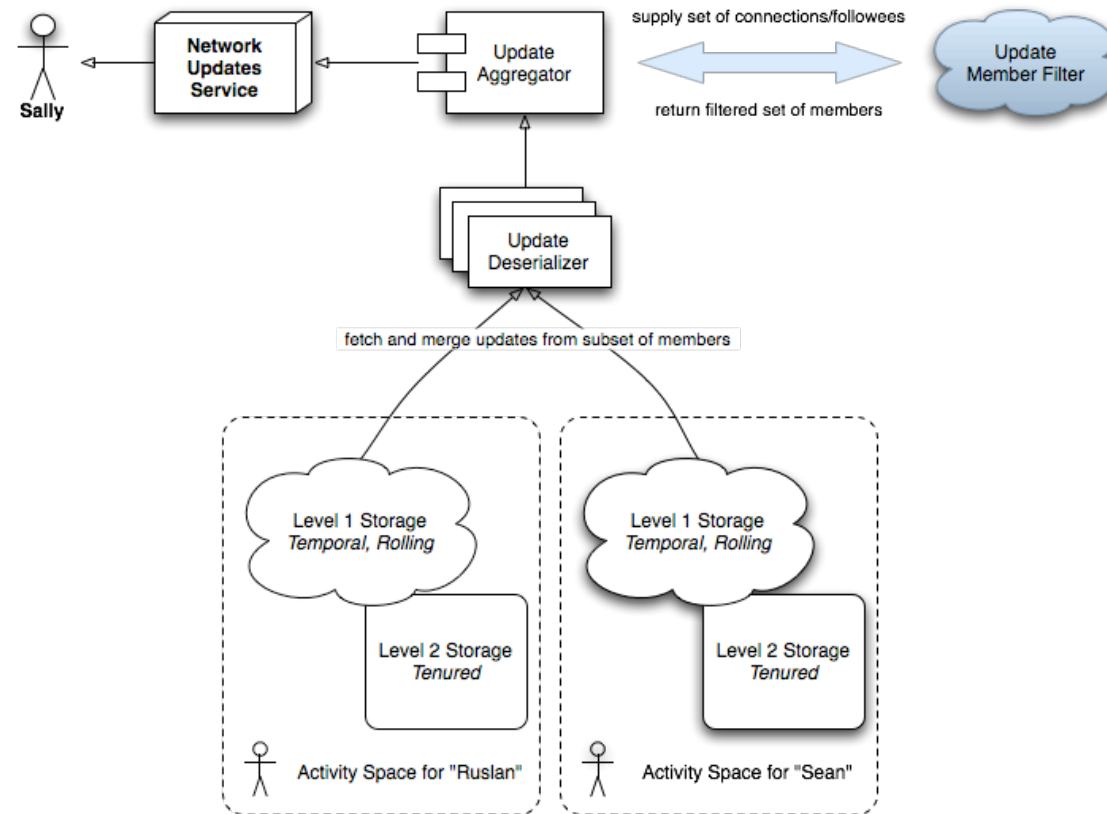 supply set of connections/followees
Network
Updates
Service
Update
Aggregator
Update
Member Filter
Sally
return filtered set of members
Update
Deserializer
fetch and merge updates from subset of members
Level 1 Storage
Temporal, Rolling
Level 1 Storage
Temporal, Rolling
Level 2 Storage
Tenured
Level 2 Storage
Tenured
Activity Space for "Ruslan"
Activity Space for "Sean"